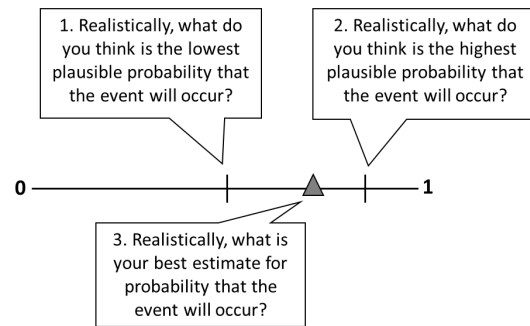 1. Realistically, what do
you think is the lowest
plausible probability that
the event will occur?
2. Realistically, what do
you think is the highest
plausible probability that
the event will occur?
0
1
3. Realistically, what is
your best estimate for
probability that the
event will occur?